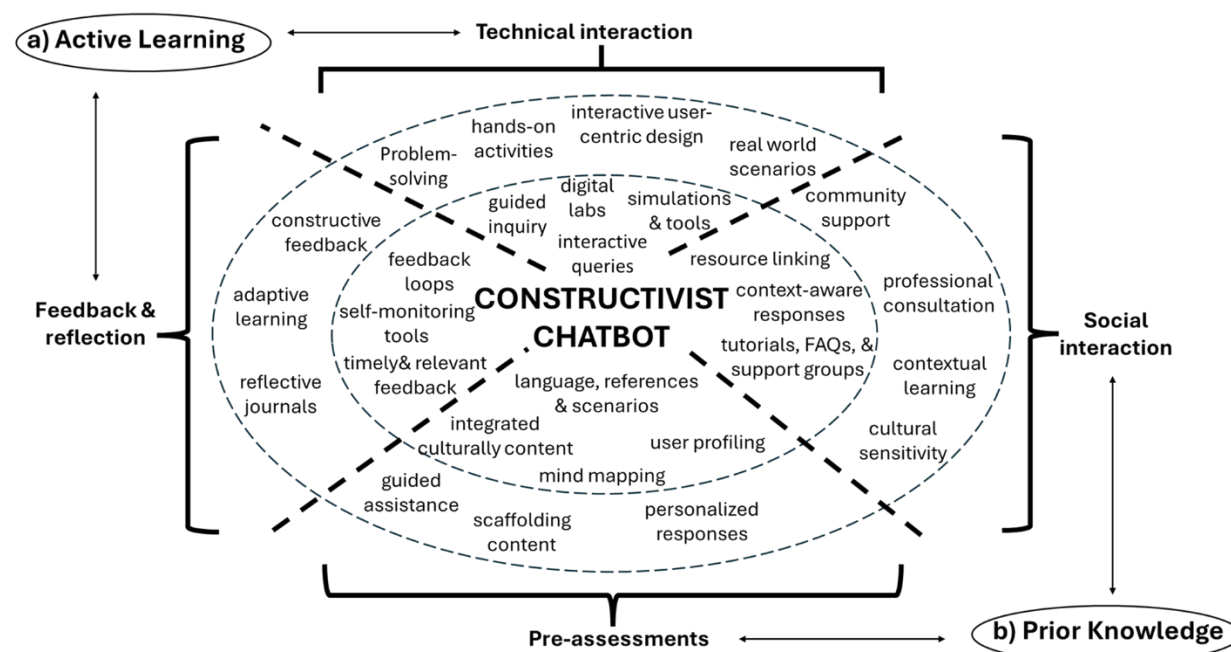 a) Active Learning
Technical interaction
hands-on
activities
interactive user-
centric design
real world
scenarios
Problem-
solving
digital
labs
simulations
& tools
guided
inquiry
interactive
queries
community
support
constructive
feedback
feedback
loops
resource linking
adaptive
learning
self-monitoring
tools
timely& relevant
feedback
reflective
journals
Feedback &
reflection
CONSTRUCTIVIST
CHATBOT
context-aware
responses
tutorials, FAQs, &
support groups
professional
consultation
contextual
learning
cultural
sensitivity
Social
interaction
language, references
& scenarios
integrated
culturally content
user profiling
mind mapping
guided
assistance
scaffolding
content
personalized
responses
Pre-assessments
b) Prior Knowledge